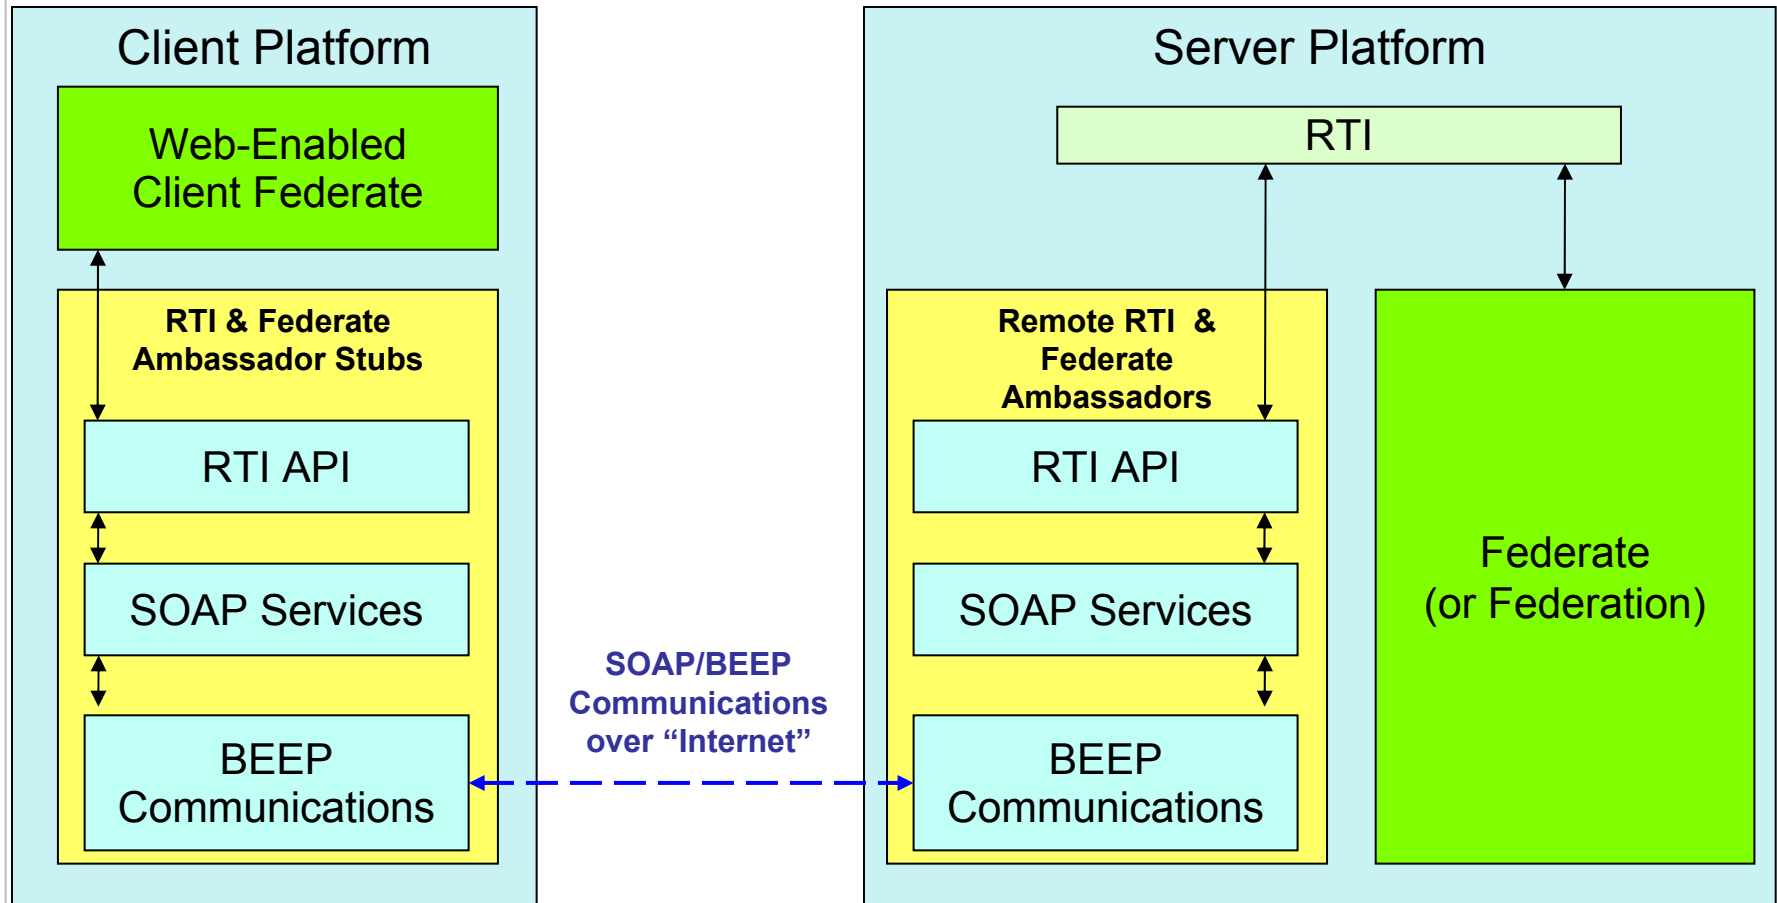 Client Platform
Web-Enabled
Client Federate
RTI & Federate
Ambassador Stubs
RTI API
SOAP Services
BEEP
Communications
SOAP/BEEP
Communications
over “Internet”
Server Platform
RTI
Remote RTI &
Federate
Ambassadors
RTI API
SOAP Services
BEEP
Communications
Federate
(or Federation)